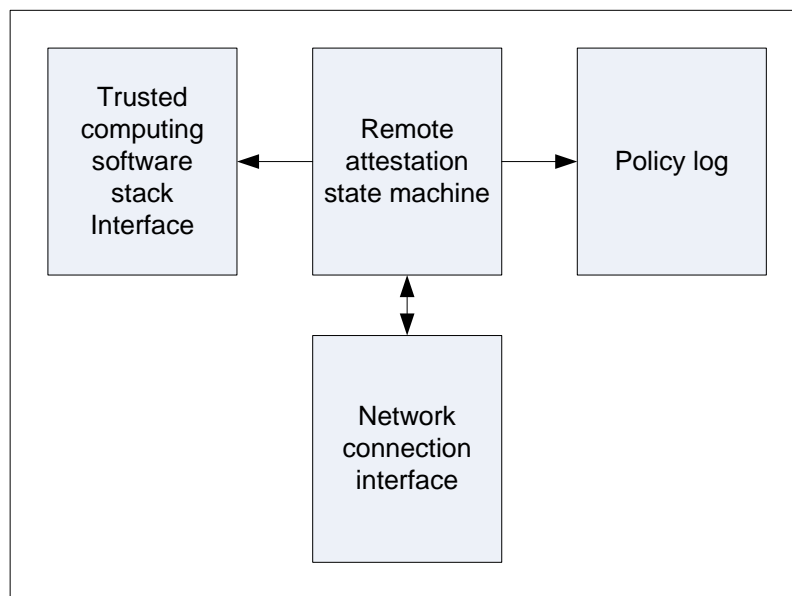 Trusted
computing
software
stack
Interface
Remote
attestation
state machine
Policy log
Network
connection
interface